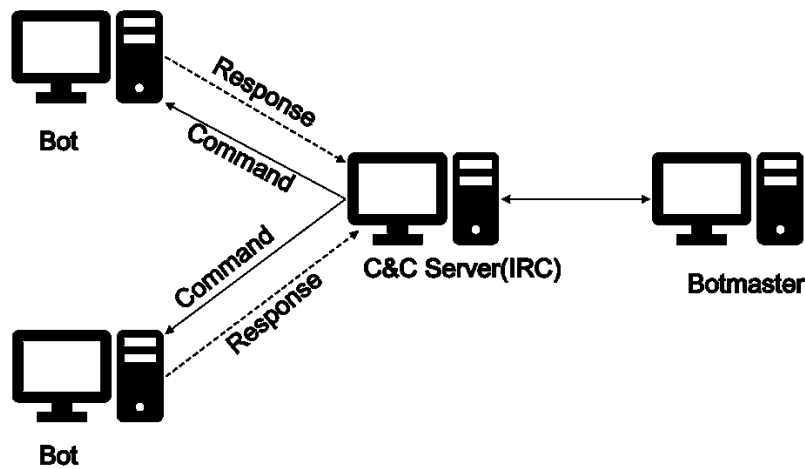 Response
Bot
Command
C&C Server(IRC)
Botmaster
Command
Response
Bot